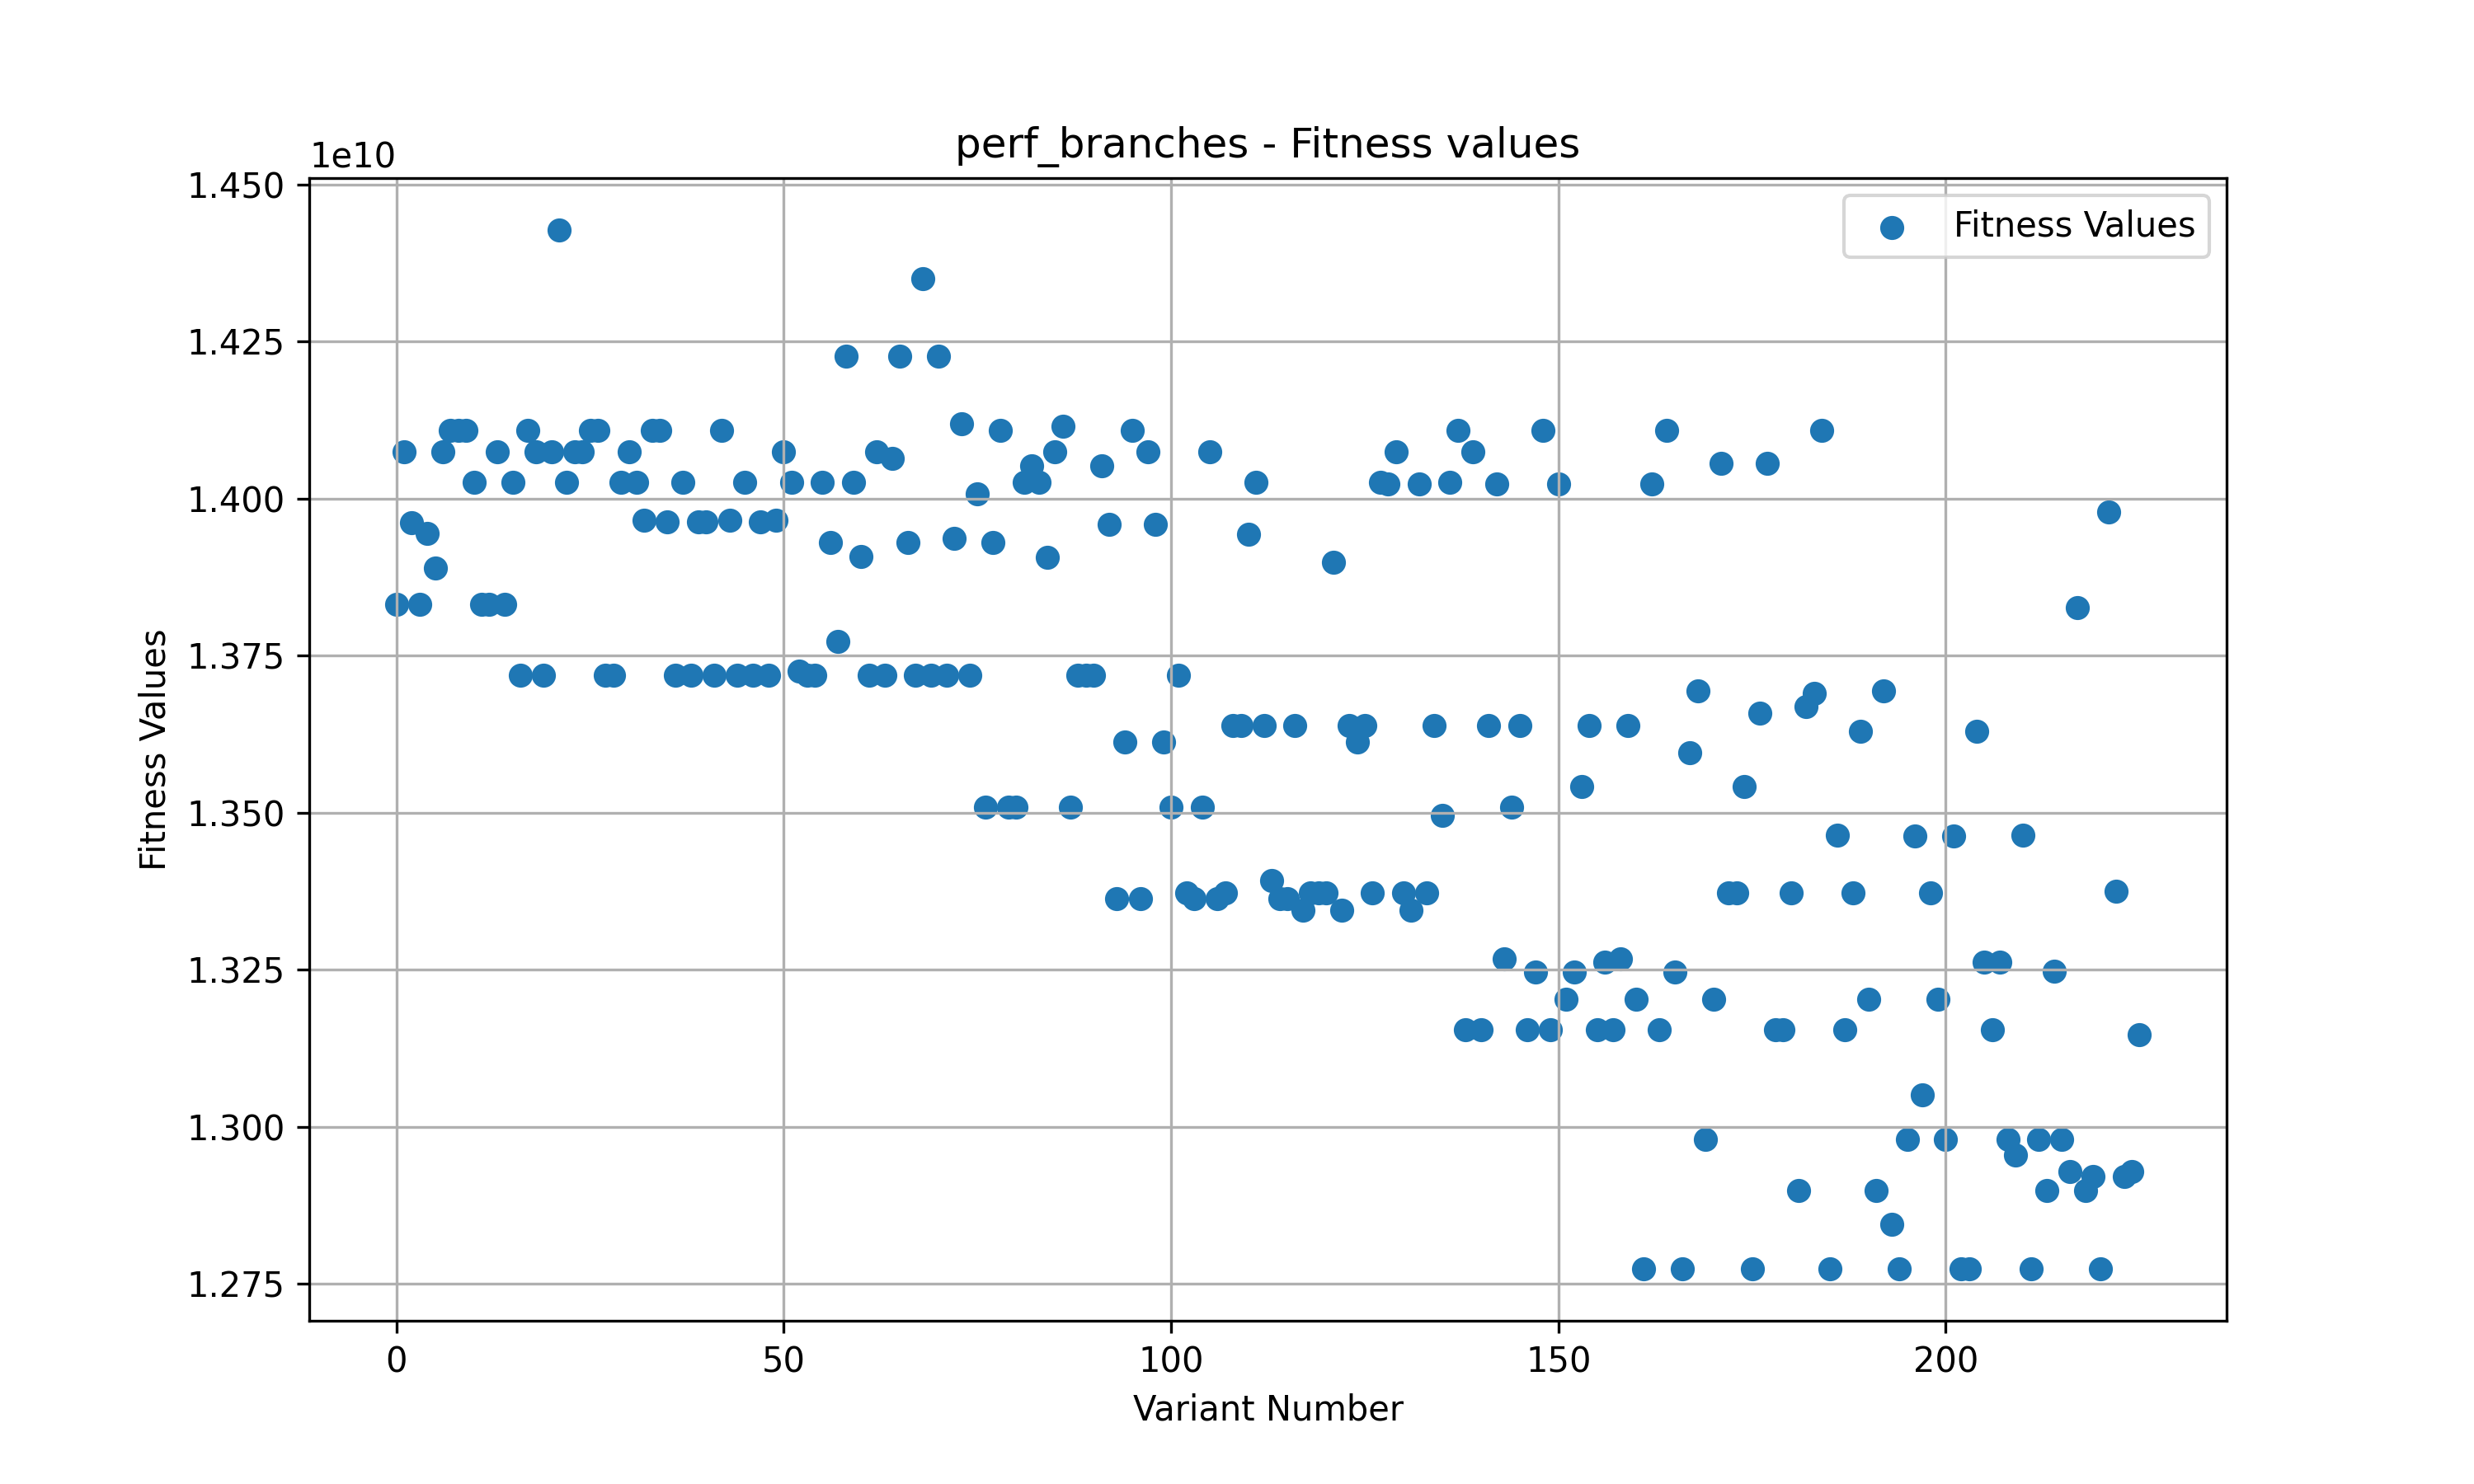 perf_branches - Fitness values
1e10
1.450
1.425
1.400
1.375
1.350
1.325
1.300
1.275
Fitness Values
Fitness Values
0 50 100 150 200
Variant Number